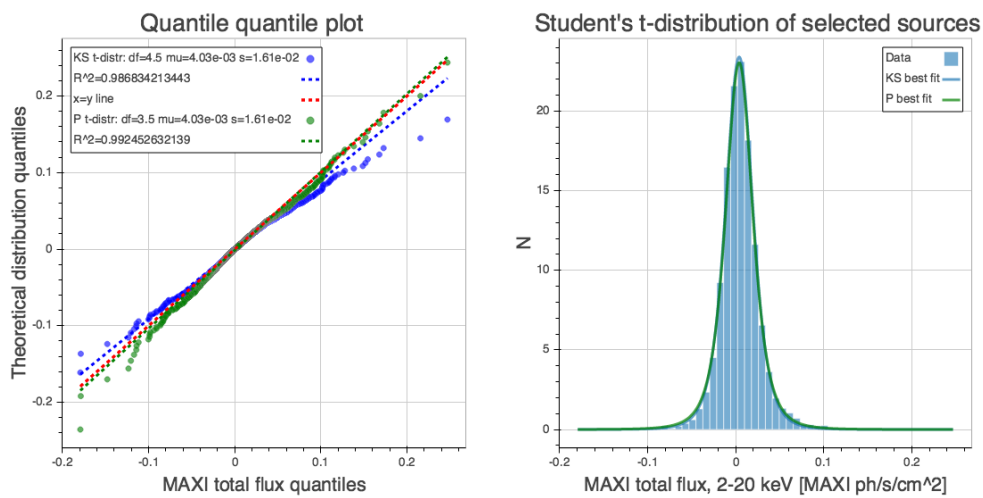 Quantile quantile plot
KS t-distr: df=4.5 mu=4.03e-03 s=1.61e-02
R^2=0.986834213443
x=y line
P t-distr: df=3.5 mu=4.03e-03 s=1.61e-02
R^2=0.992452632139
Theoretical distribution quantiles
0.2
0.1
0
-0.1
-0.2
-0.2 -0.1 0 0.1 0.2
MAXI total flux quantiles
Student's t-distribution of selected sources
Data
KS best fit
P best fit
N
20
15
10
5
0
-0.2 -0.1 0 0.1 0.2
MAXI total flux, 2-20 keV [MAXI ph/s/cm^2]